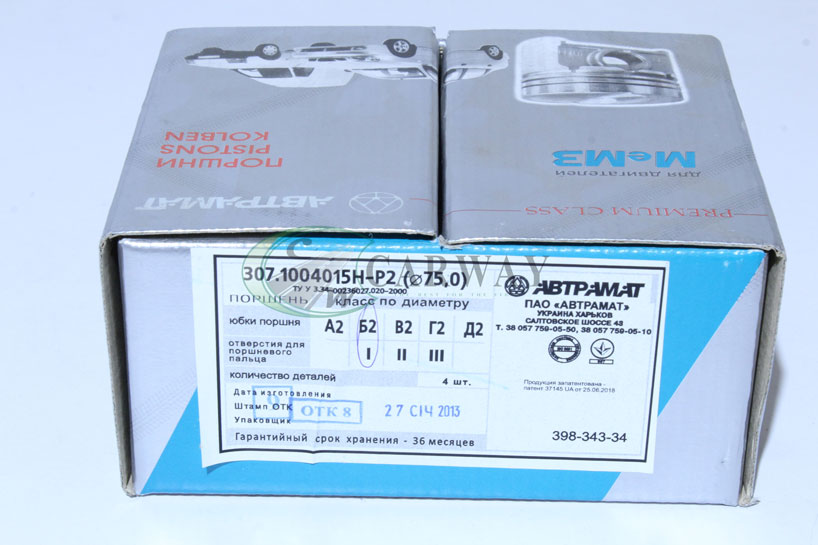 ПОРШНИ
PISTONS
KOLBEN
АВТРАМАТ
для двигателей
МеМЗ
PREMIUM CLASS
CARWAY
307.1004015Н-Р2 (⌀75,0)
ТУ У 3.34-00236027.020-2000
ПОРШЕНЬ класс по диаметру
юбки поршня А2 Б2 В2 Г2 Д2
отверстия для поршневого пальца I II III
количество деталей 4 шт.
Дата изготовления
Штамп ОТК ОТК 8 27 СІЧ 2013
Упаковщик
Гарантийный срок хранения - 36 месяцев
АВТРАМАТ
ПАО «АВТРАМАТ»
УКРАИНА ХАРЬКОВ
САЛТОВСКОЕ ШОССЕ 43
Т. 38 057 759-05-50, 38 057 759-05-10
Продукция запатентована -
патент 37145 UA от 25.06.2018
398-343-34